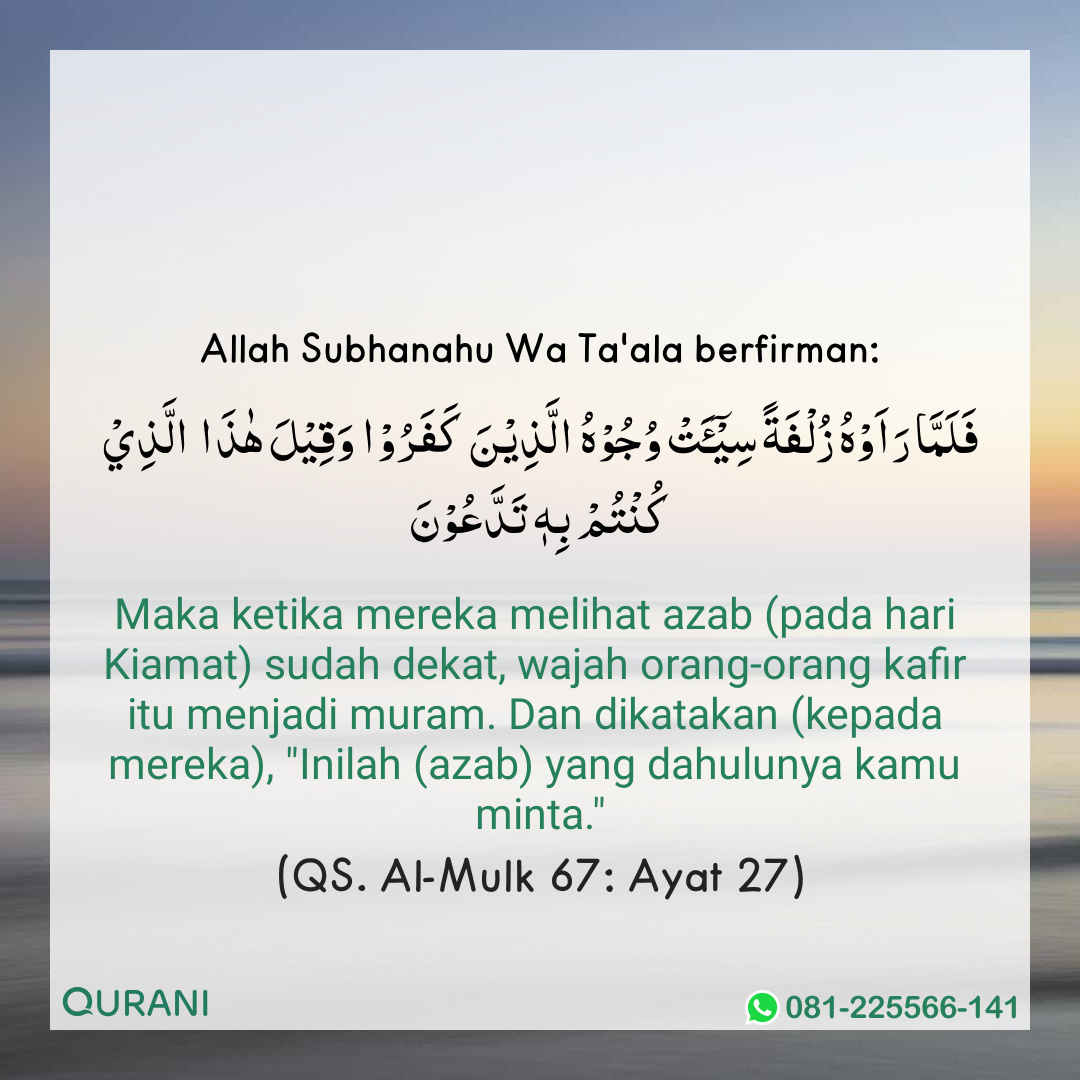 Allah Subhanahu Wa Ta'ala berfirman:
فَلَمَّا رَاَوْهُ زُلْفَةً سِيْٓـَٔتْ وُجُوْهُ الَّذِيْنَ كَفَرُوْا وَقِيْلَ هٰذَا الَّذِيْ
كُنْتُمْ بِهٖ تَدَّعُوْنَ
Maka ketika mereka melihat azab (pada hari
Kiamat) sudah dekat, wajah orang-orang kafir
itu menjadi muram. Dan dikatakan (kepada
mereka), "Inilah (azab) yang dahulunya kamu
minta."
(QS. Al-Mulk 67: Ayat 27)
QURANI
081-225566-141